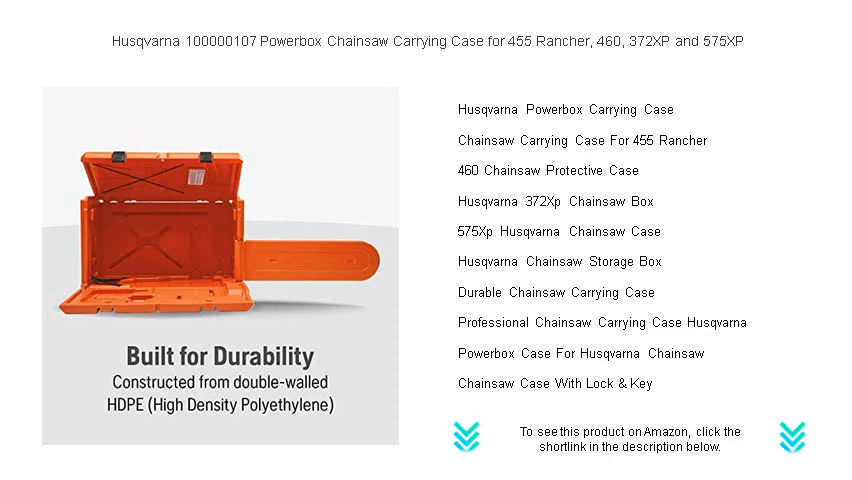 Husqvarna 100000107 Powerbox Chainsaw Carrying Case for 455 Rancher, 460, 372XP and 575XP
Built for Durability
Constructed from double-walled
HDPE (High Density Polyethylene)
Husqvarna Powerbox Carrying Case
Chainsaw Carrying Case For 455 Rancher
460 Chainsaw Protective Case
Husqvarna 372Xp Chainsaw Box
575Xp Husqvarna Chainsaw Case
Husqvarna Chainsaw Storage Box
Durable Chainsaw Carrying Case
Professional Chainsaw Carrying Case Husqvarna
Powerbox Case For Husqvarna Chainsaw
Chainsaw Case With Lock & Key
To see this product on Amazon, click the
shortlink in the description below.